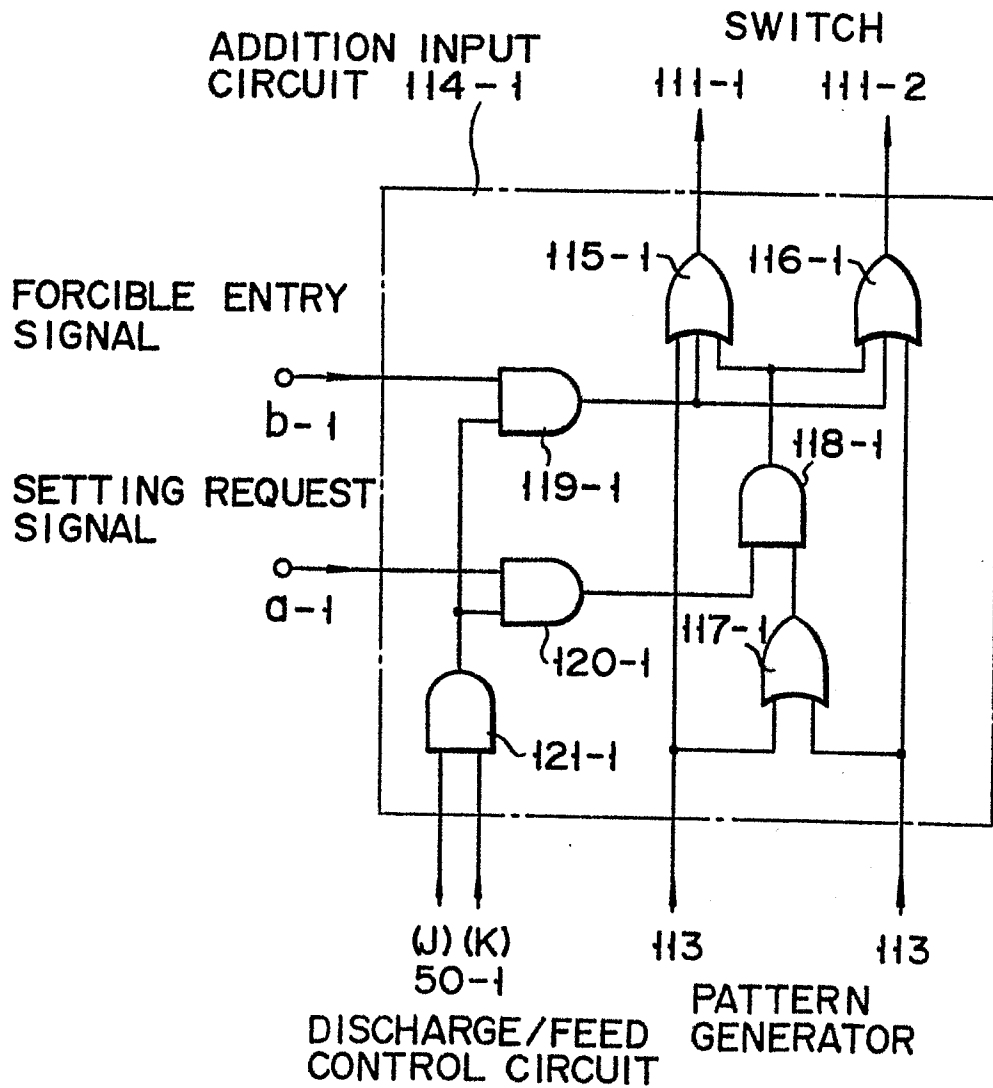 SWITCH
ADDITION INPUT
CIRCUIT 114-1
111-1
111-2
115-1
116-1
FORCIBLE ENTRY
SIGNAL
b-1
119-1
118-1
SETTING REQUEST
SIGNAL
a-1
120-1
117-1
121-1
(J) (K)
50-1
113
113
DISCHARGE/FEED
CONTROL CIRCUIT
PATTERN
GENERATOR